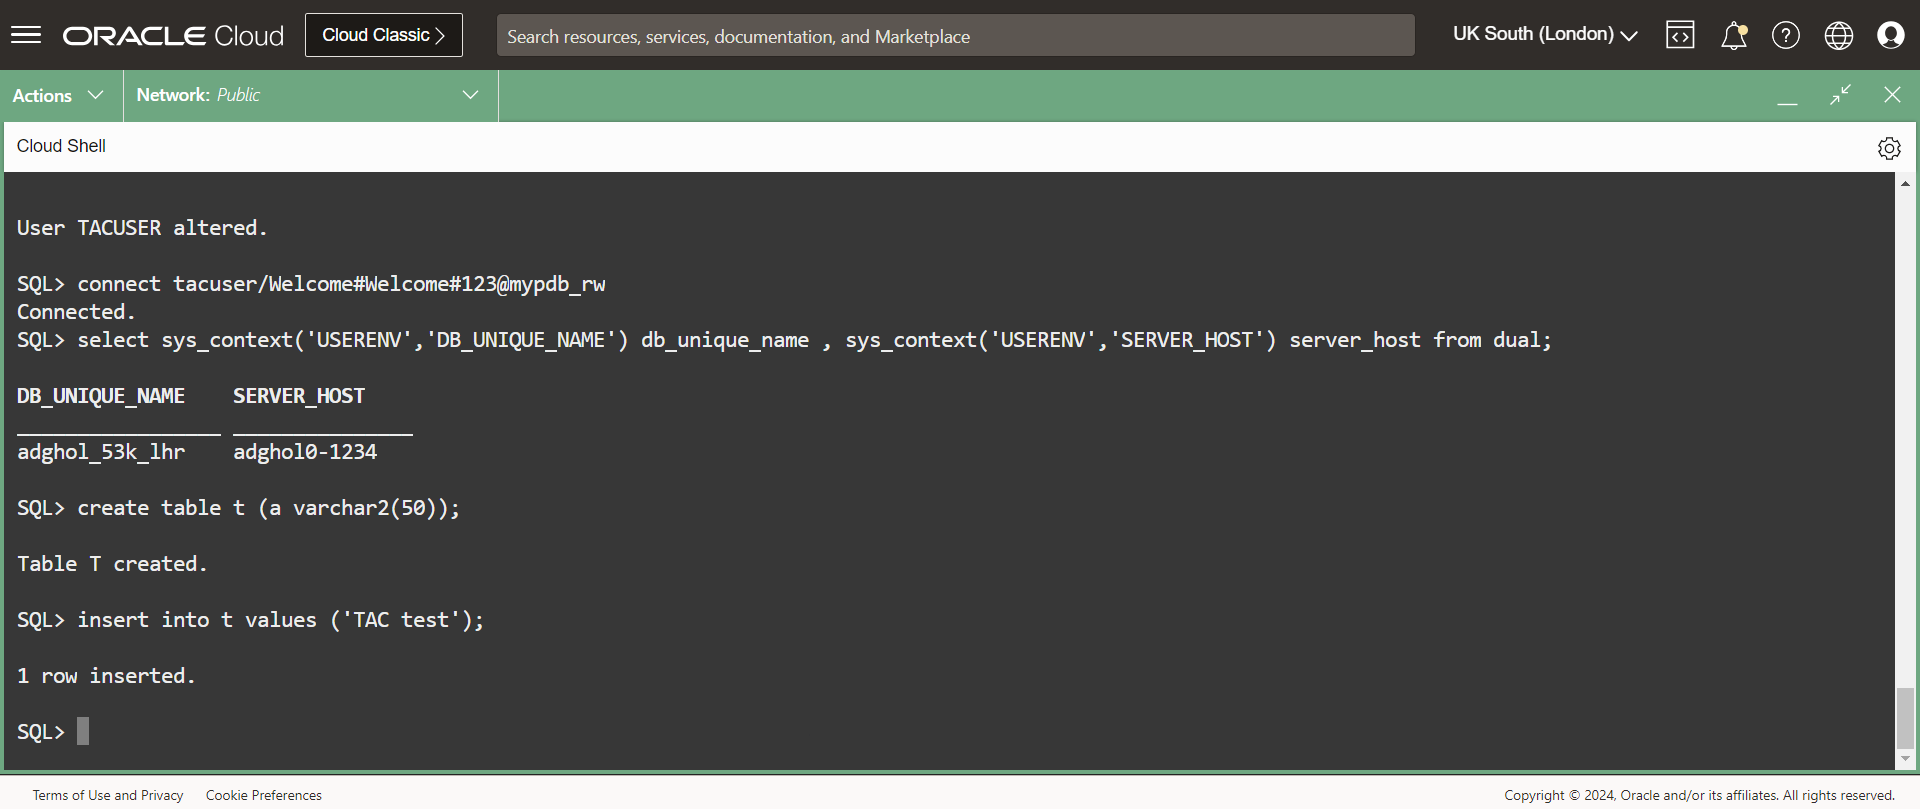 ORACLE Cloud
Cloud Classic >
Search resources, services, documentation, and Marketplace
UK South (London)
Actions
Network: Public
Cloud Shell
User TACUSER altered.
SQL> connect tacuser/Welcome#Welcome#123@mypdb_rw
Connected.
SQL> select sys_context('USERENV','DB_UNIQUE_NAME') db_unique_name , sys_context('USERENV','SERVER_HOST') server_host from dual;
DB_UNIQUE_NAME    SERVER_HOST
_________________ _______________
adghol_53k_lhr    adghol0-1234
SQL> create table t (a varchar2(50));
Table T created.
SQL> insert into t values ('TAC test');
1 row inserted.
SQL>
Terms of Use and Privacy    Cookie Preferences    Copyright © 2024, Oracle and/or its affiliates. All rights reserved.